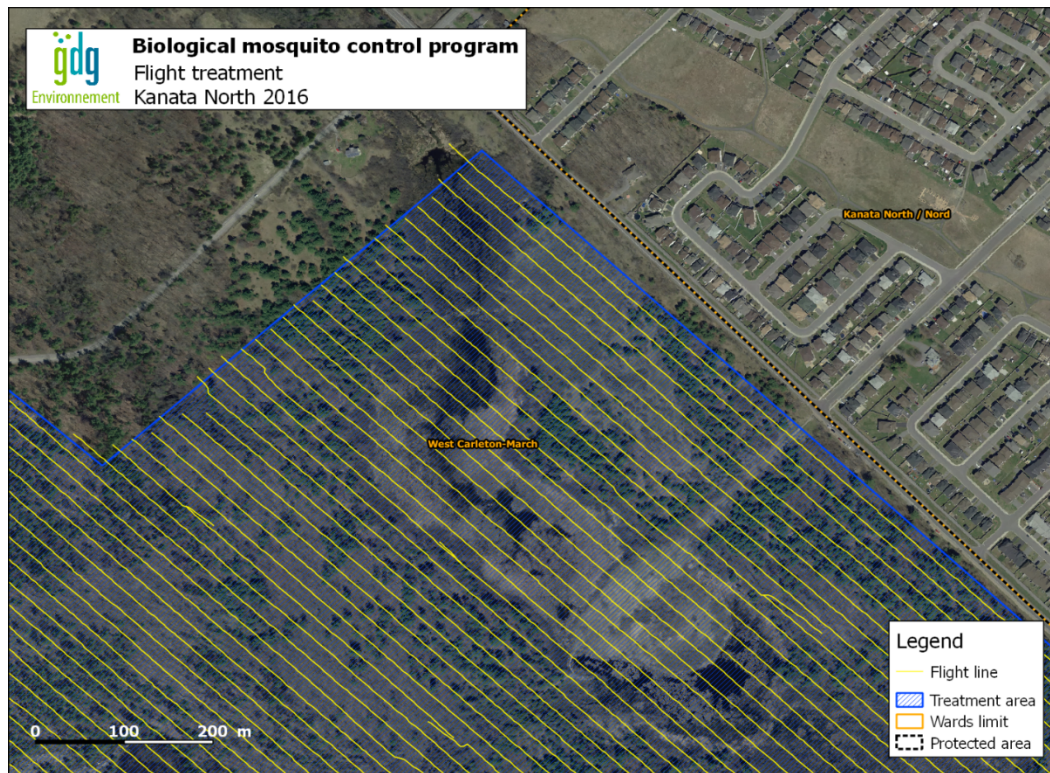 gdg
Environnement
Biological mosquito control program
Flight treatment
Kanata North 2016
Kanata North / Nord
West Carleton-March
Legend
Flight line
Treatment area
Wards limit
Protected area
0 100 200 m